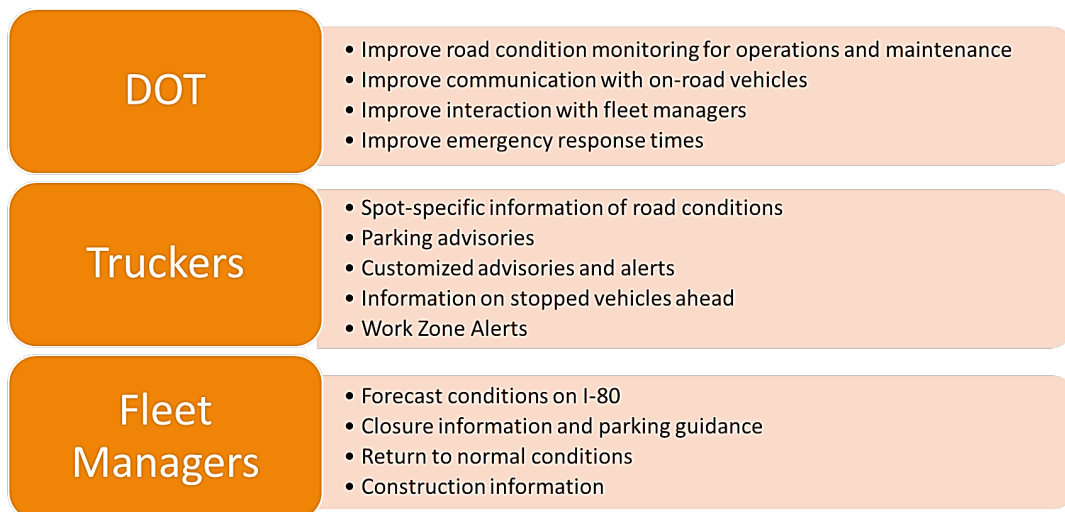 DOT
• Improve road condition monitoring for operations and maintenance
• Improve communication with on-road vehicles
• Improve interaction with fleet managers
• Improve emergency response times
Truckers
• Spot-specific information of road conditions
• Parking advisories
• Customized advisories and alerts
• Information on stopped vehicles ahead
• Work Zone Alerts
Fleet
Managers
• Forecast conditions on I-80
• Closure information and parking guidance
• Return to normal conditions
• Construction information